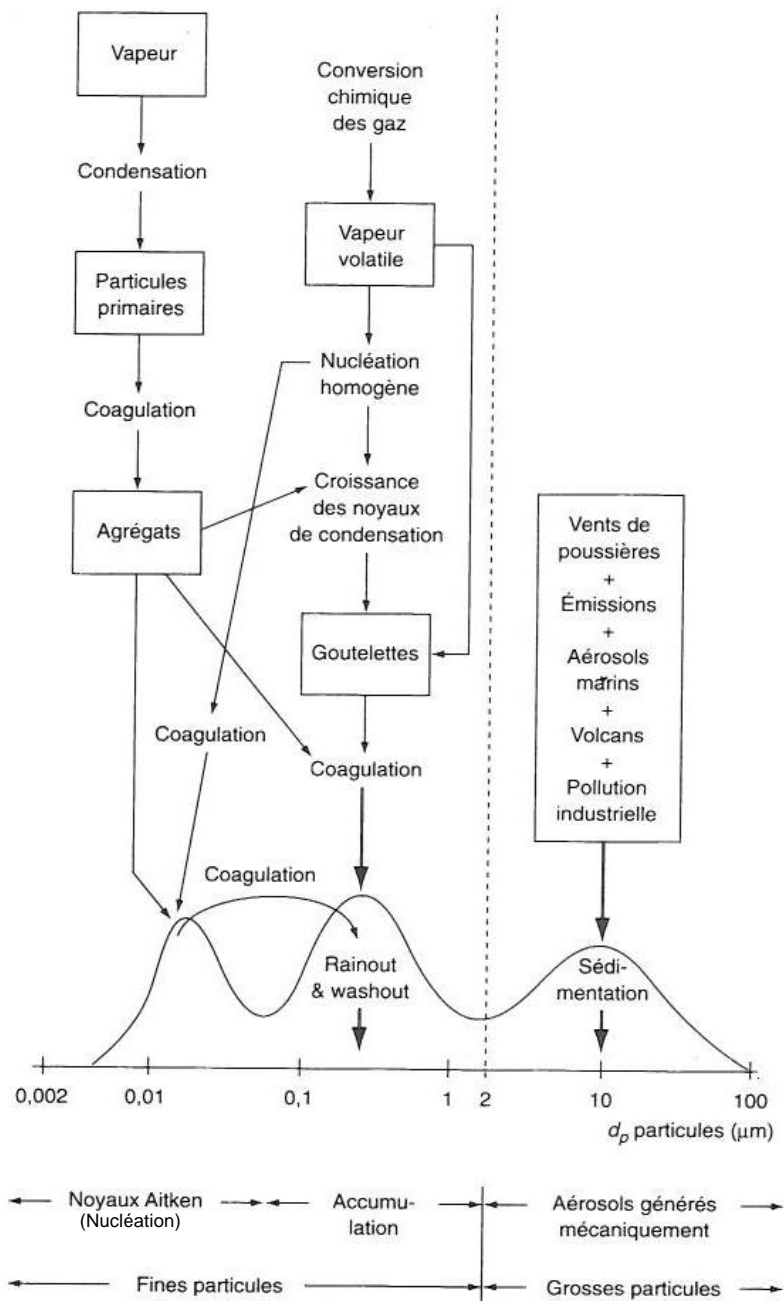 Vapeur
Condensation
Particules
primaires
Coagulation
Agrégats
Conversion
chimique
des gaz
Vapeur
volatile
Nucléation
homogène
Croissance
des noyaux
de condensation
Goutelettes
Coagulation
Coagulation
Vents de
poussières
+
Émissions
+
Aérosols
marins
+
Volcans
+
Pollution
industrielle
Coagulation
Rainout
& washout
Sédi-
mentation
0,002 0,01 0,1 1 2 10 100
dp particules (μm)
Noyaux Aitken
(Nucléation)
Accumu-
lation
Aérosols générés
mécaniquement
Fines particules
Grosses particules